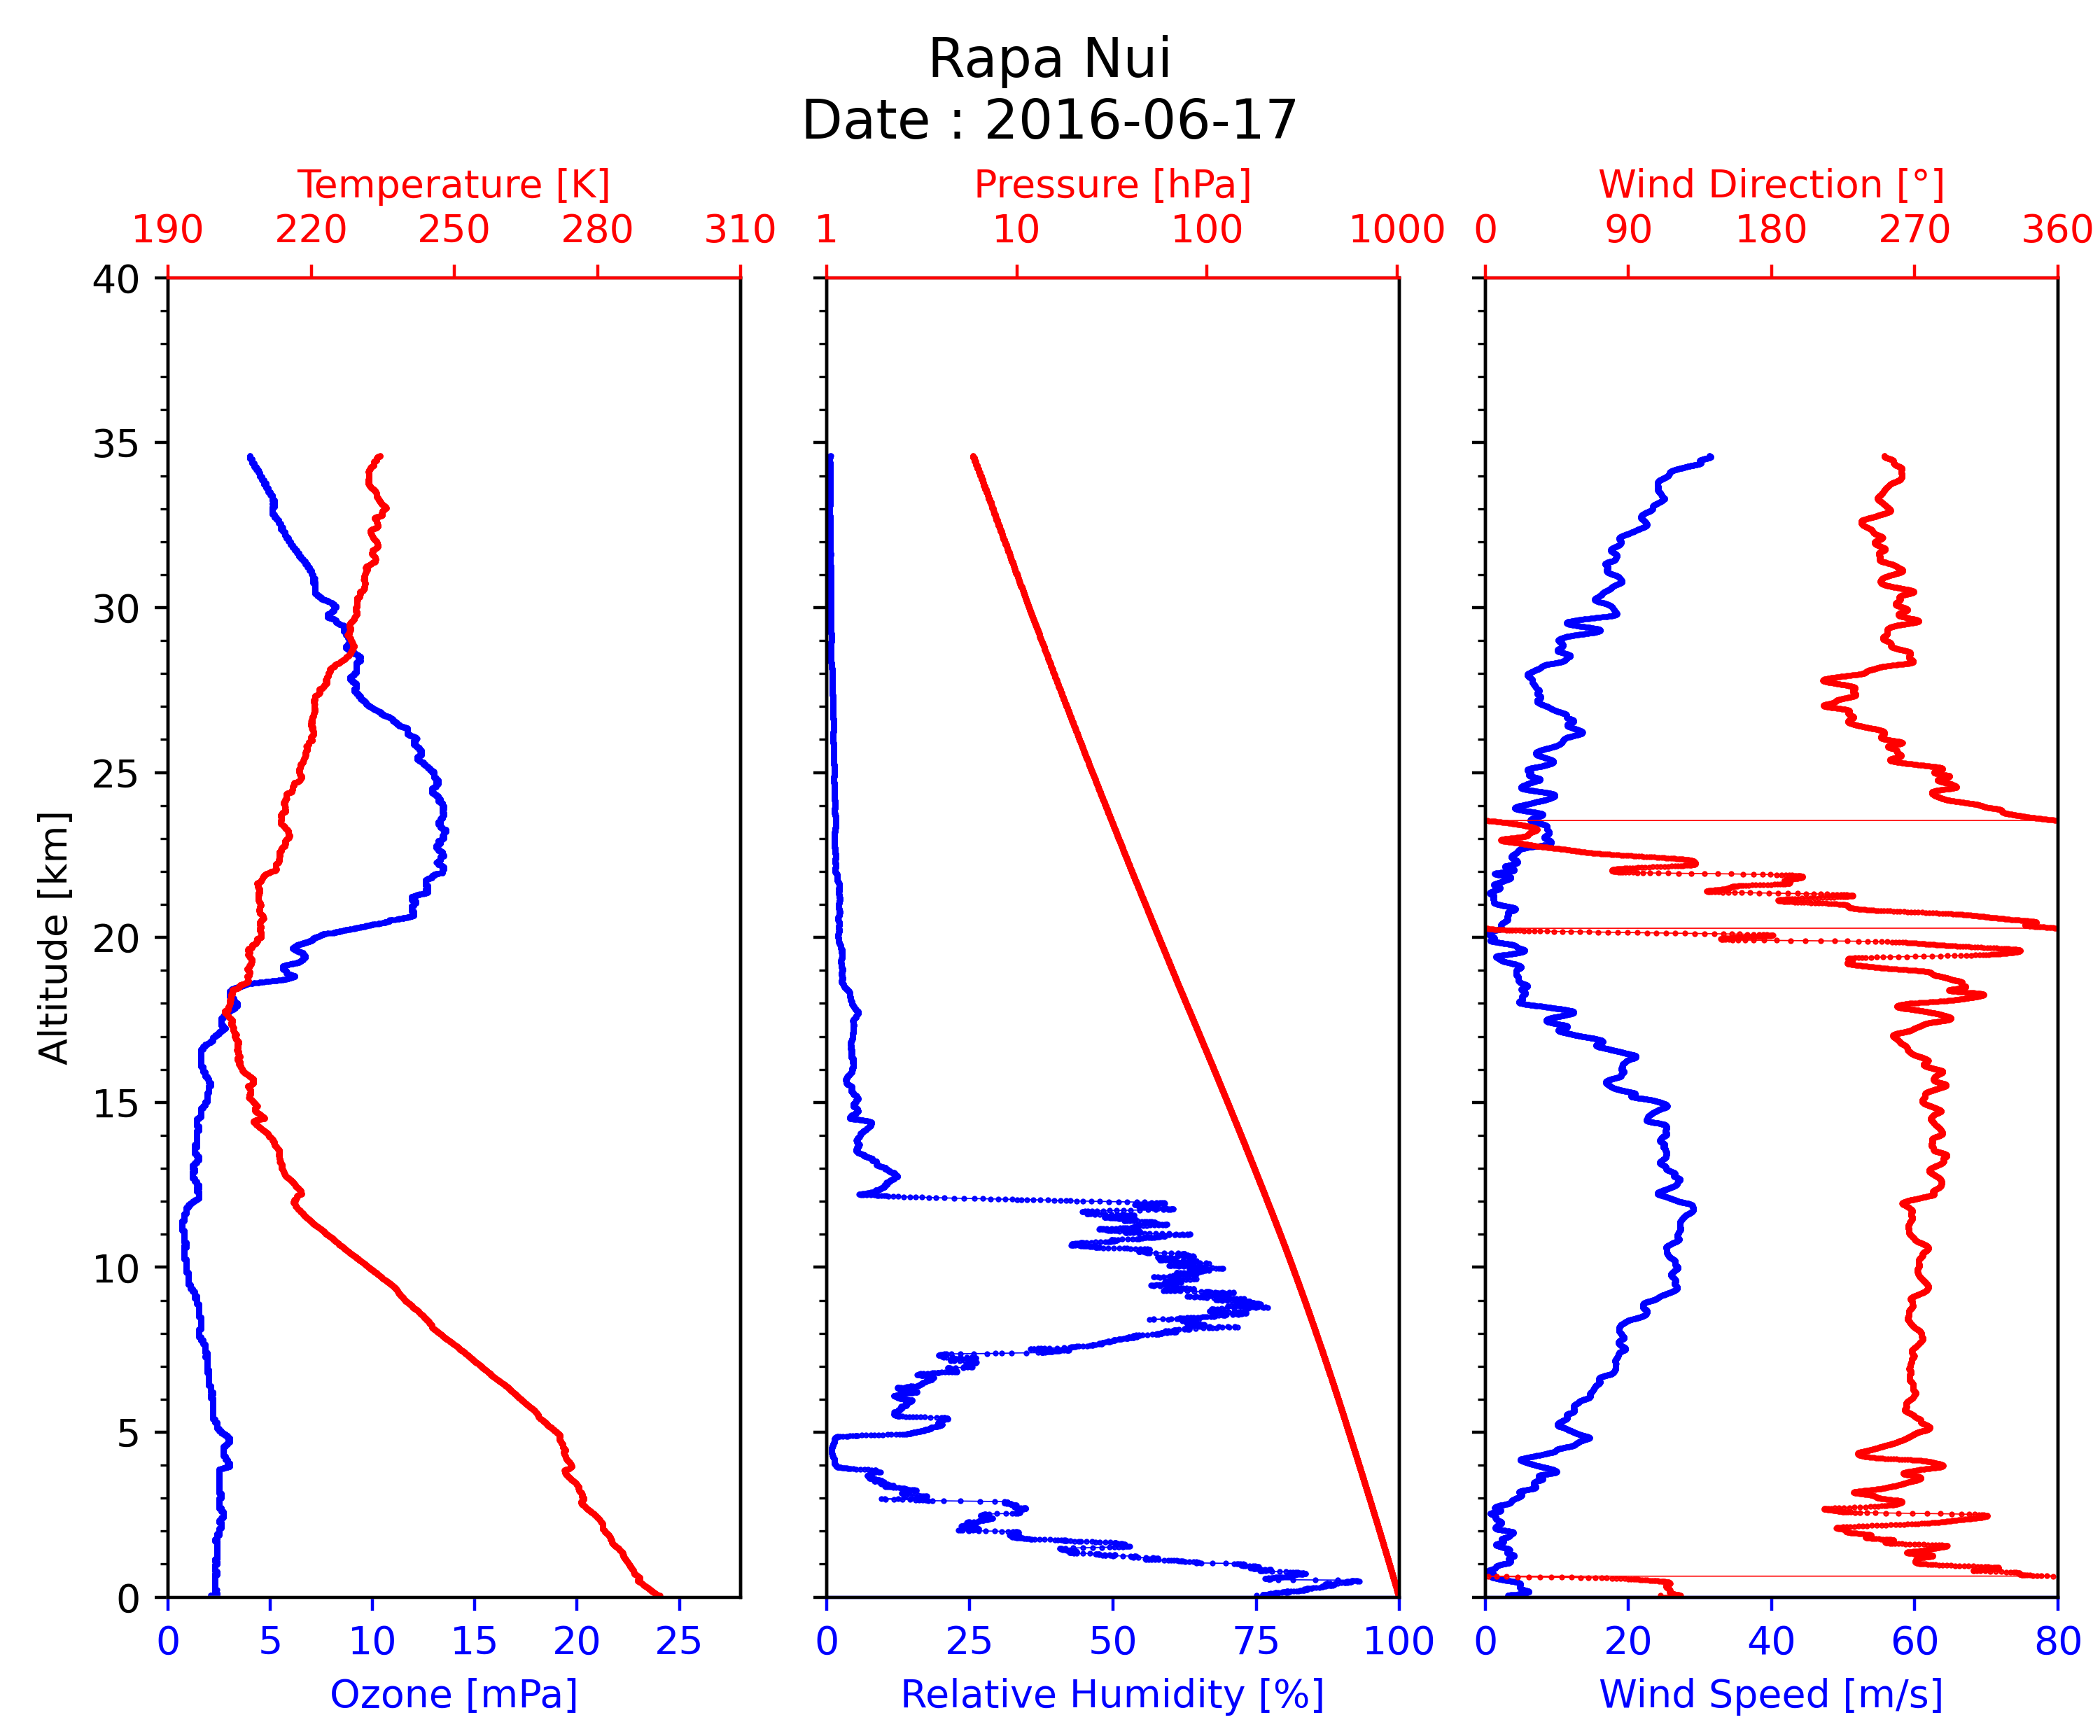 Rapa Nui
Date : 2016-06-17
Temperature [K]
190 220 250 280 310
Pressure [hPa]
1 10 100 1000
Wind Direction [°]
0 90 180 270 360
40
35
30
25
20
15
10
5
0
Altitude [km]
0 5 10 15 20 25
Ozone [mPa]
0 25 50 75 100
Relative Humidity [%]
0 20 40 60 80
Wind Speed [m/s]